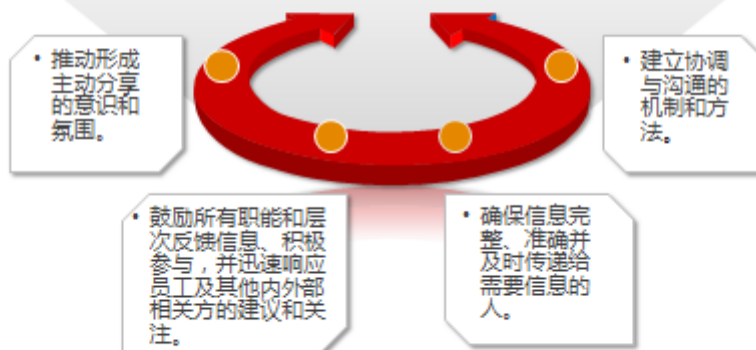 • 推动形成
主动分享
的意识和
氛围。
• 建立协调
与沟通的
机制和方
法。
• 鼓励所有职能和层
次反馈信息、积极
参与，并迅速响应
员工及其他内外部
相关方的建议和关
注。
• 确保信息完
整、准确并
及时传递给
需要信息的
人。